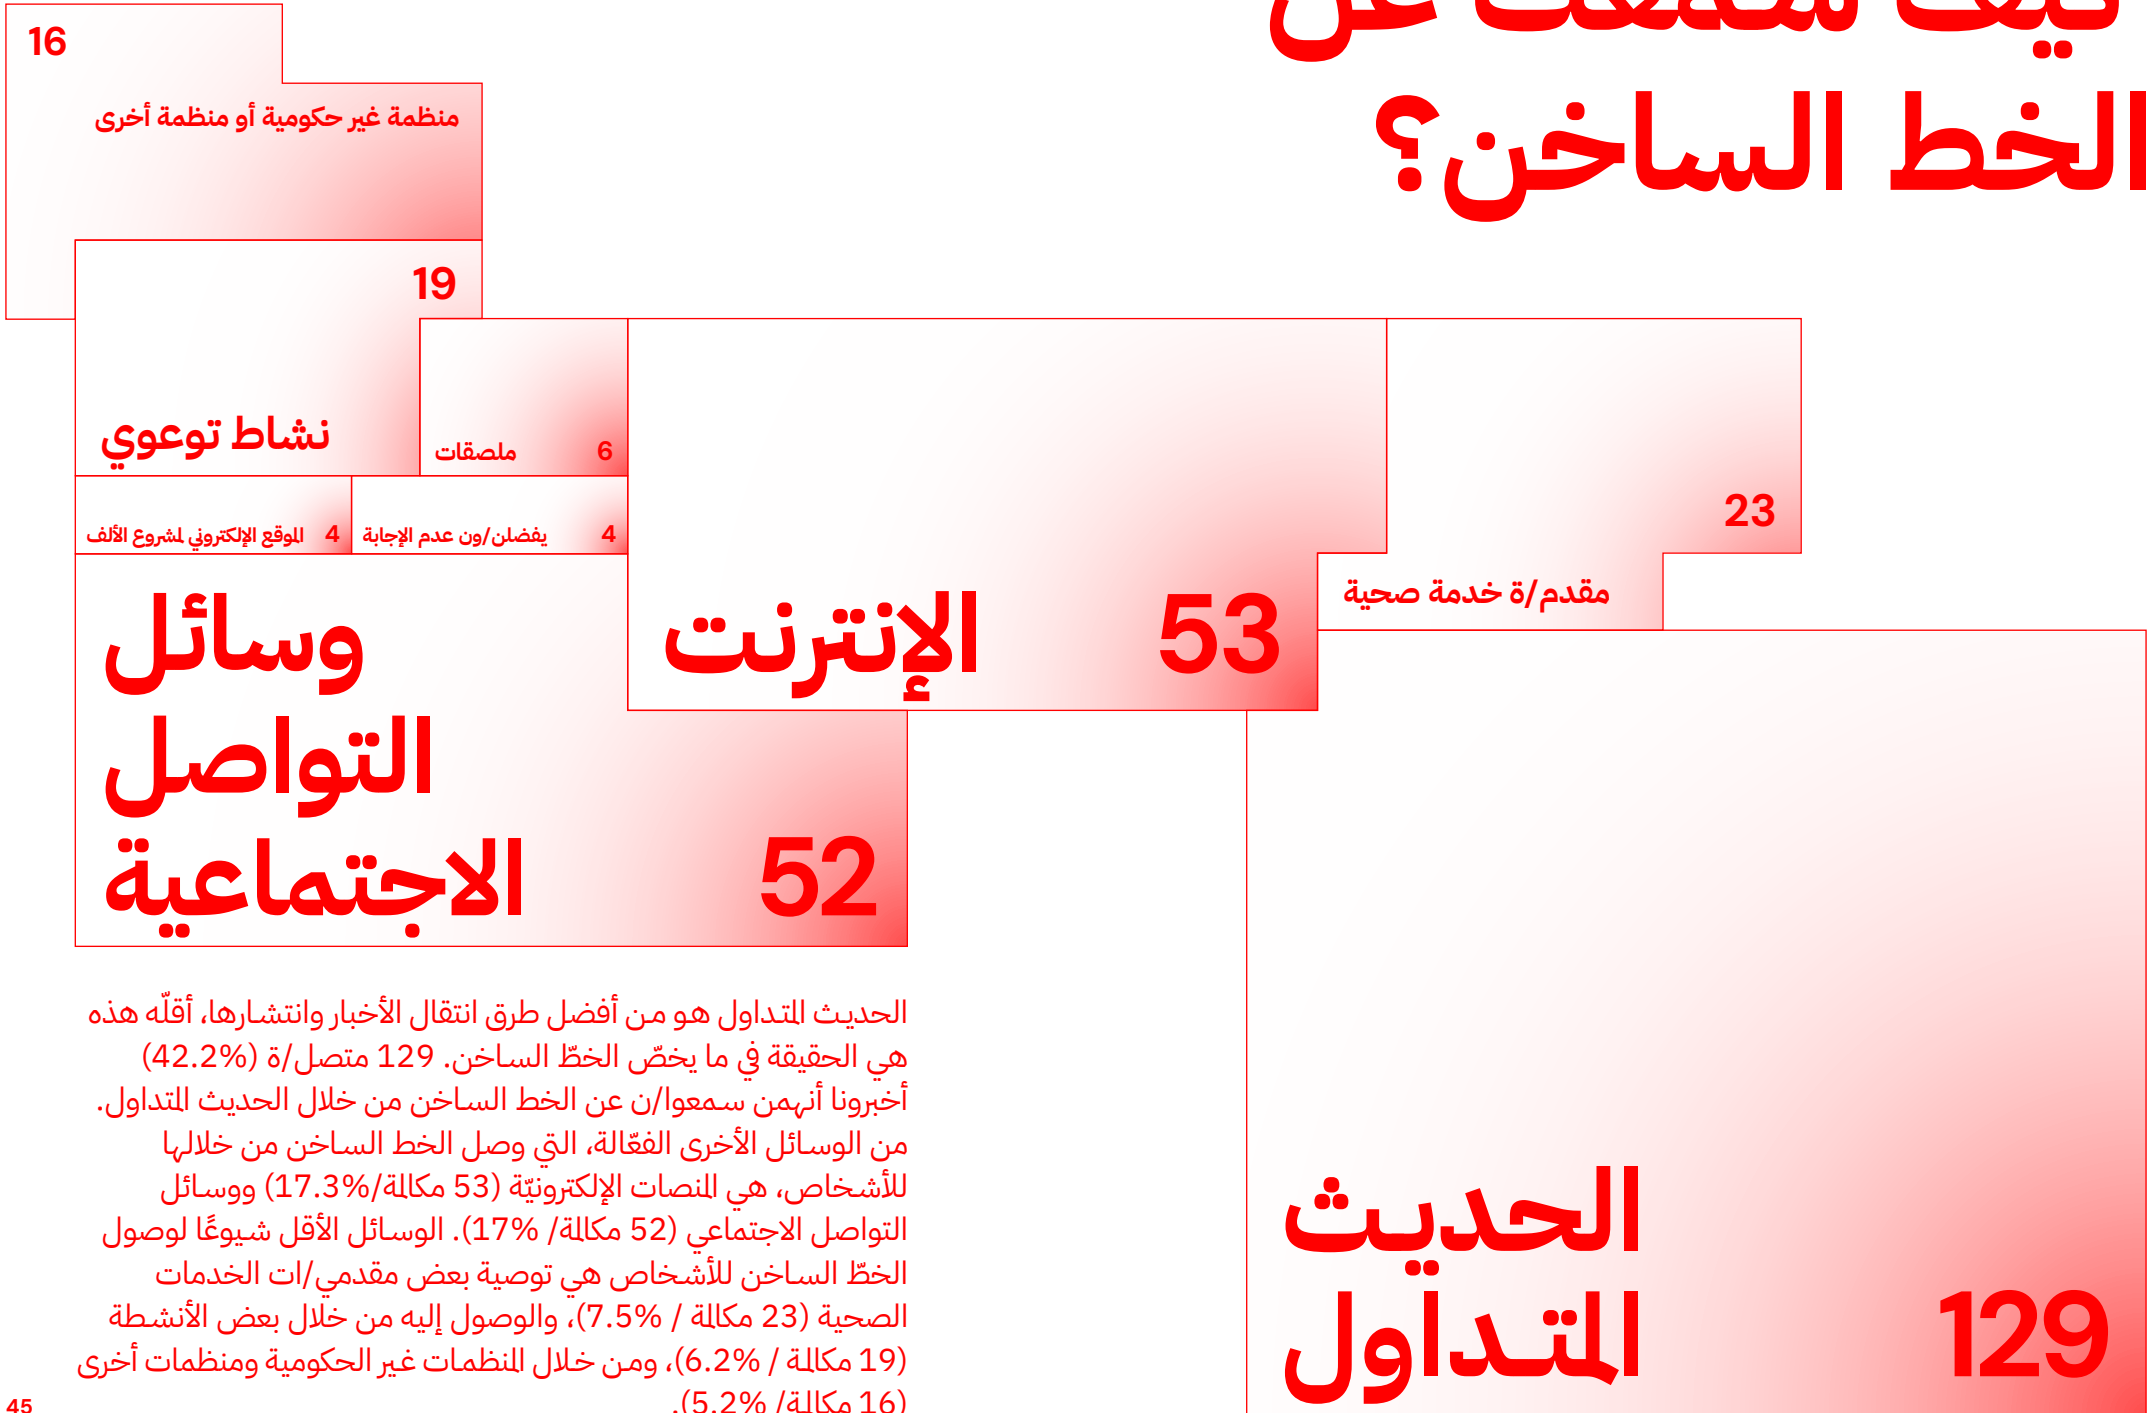 كيف سمعت عن
الخط الساخن؟
16
منظمة غير حكومية أو منظمة أخرى
19
نشاط توعوي
ملصقات 6
الموقع الإلكتروني لمشروع الألف 4
يفضلن/ون عدم الإجابة 4
الإنترنت 53
23
مقدم/ة خدمة صحية
وسائل
التواصل
الاجتماعية 52
الحديث
المتداول 129
الحديث المتداول هو من أفضل طرق انتقال الأخبار وانتشارها، أقلّه هذه
هي الحقيقة في ما يخصّ الخطّ الساخن. 129 متصل/ة (42.2%)
أخبرونا أنهمن سمعوا/ن عن الخط الساخن من خلال الحديث المتداول.
من الوسائل الأخرى الفعّالة، التي وصل الخط الساخن من خلالها
للأشخاص، هي المنصات الإلكترونيّة (53 مكالمة/17.3%) ووسائل
التواصل الاجتماعي (52 مكالمة/ 17%). الوسائل الأقل شيوعًا لوصول
الخطّ الساخن للأشخاص هي توصية بعض مقدمي/ات الخدمات
الصحية (23 مكالمة / 7.5%)، والوصول إليه من خلال بعض الأنشطة
(19 مكالمة / 6.2%)، ومن خلال المنظمات غير الحكومية ومنظمات أخرى
(16 مكالمة/ 5.2%).
45